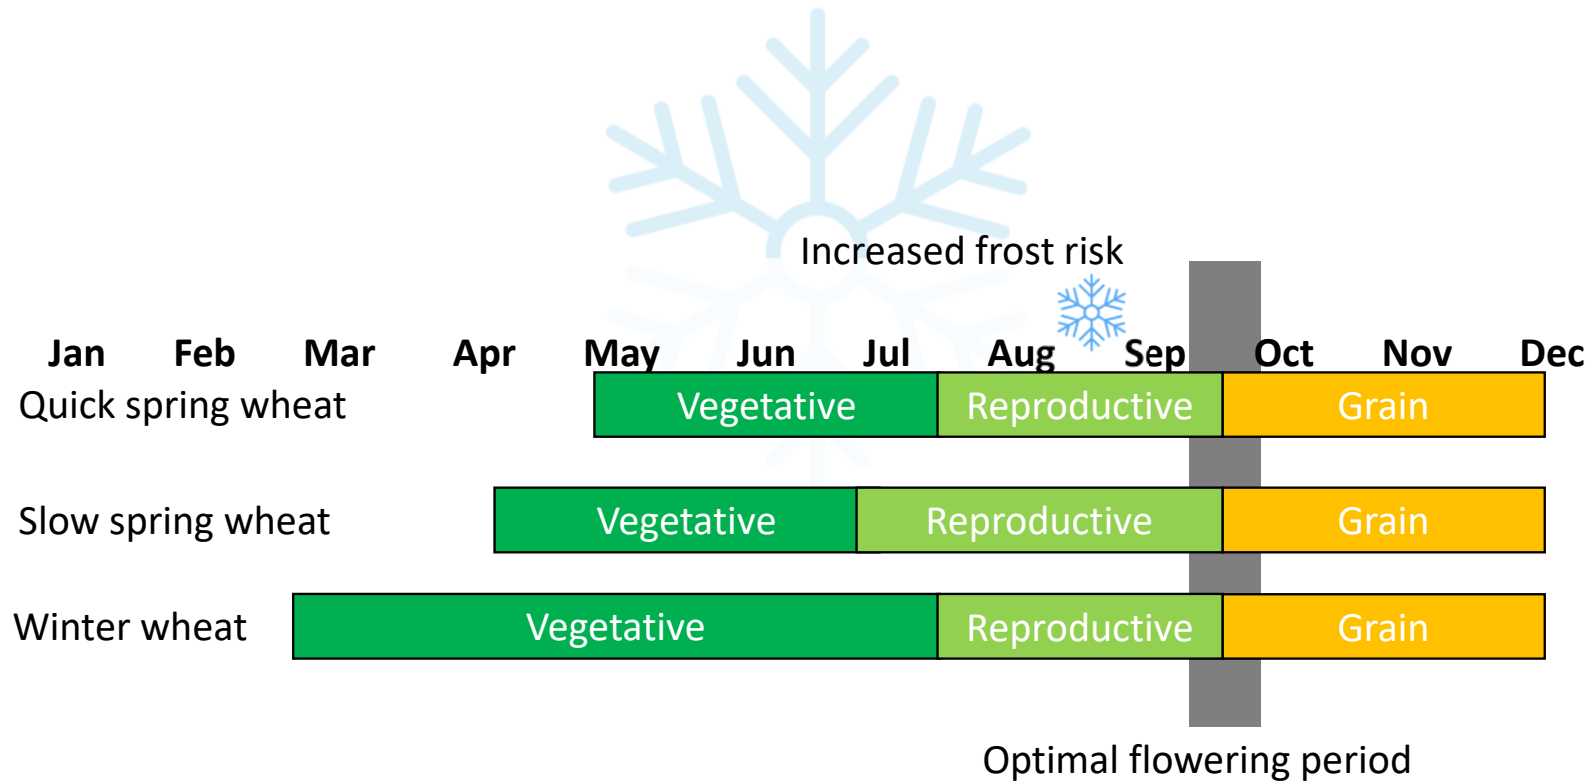 Increased frost risk
Jan Feb Mar Apr May Jun Jul Aug Sep Oct Nov Dec
Quick spring wheat Vegetative Reproductive Grain
Slow spring wheat Vegetative Reproductive Grain
Winter wheat Vegetative Reproductive Grain
Optimal flowering period